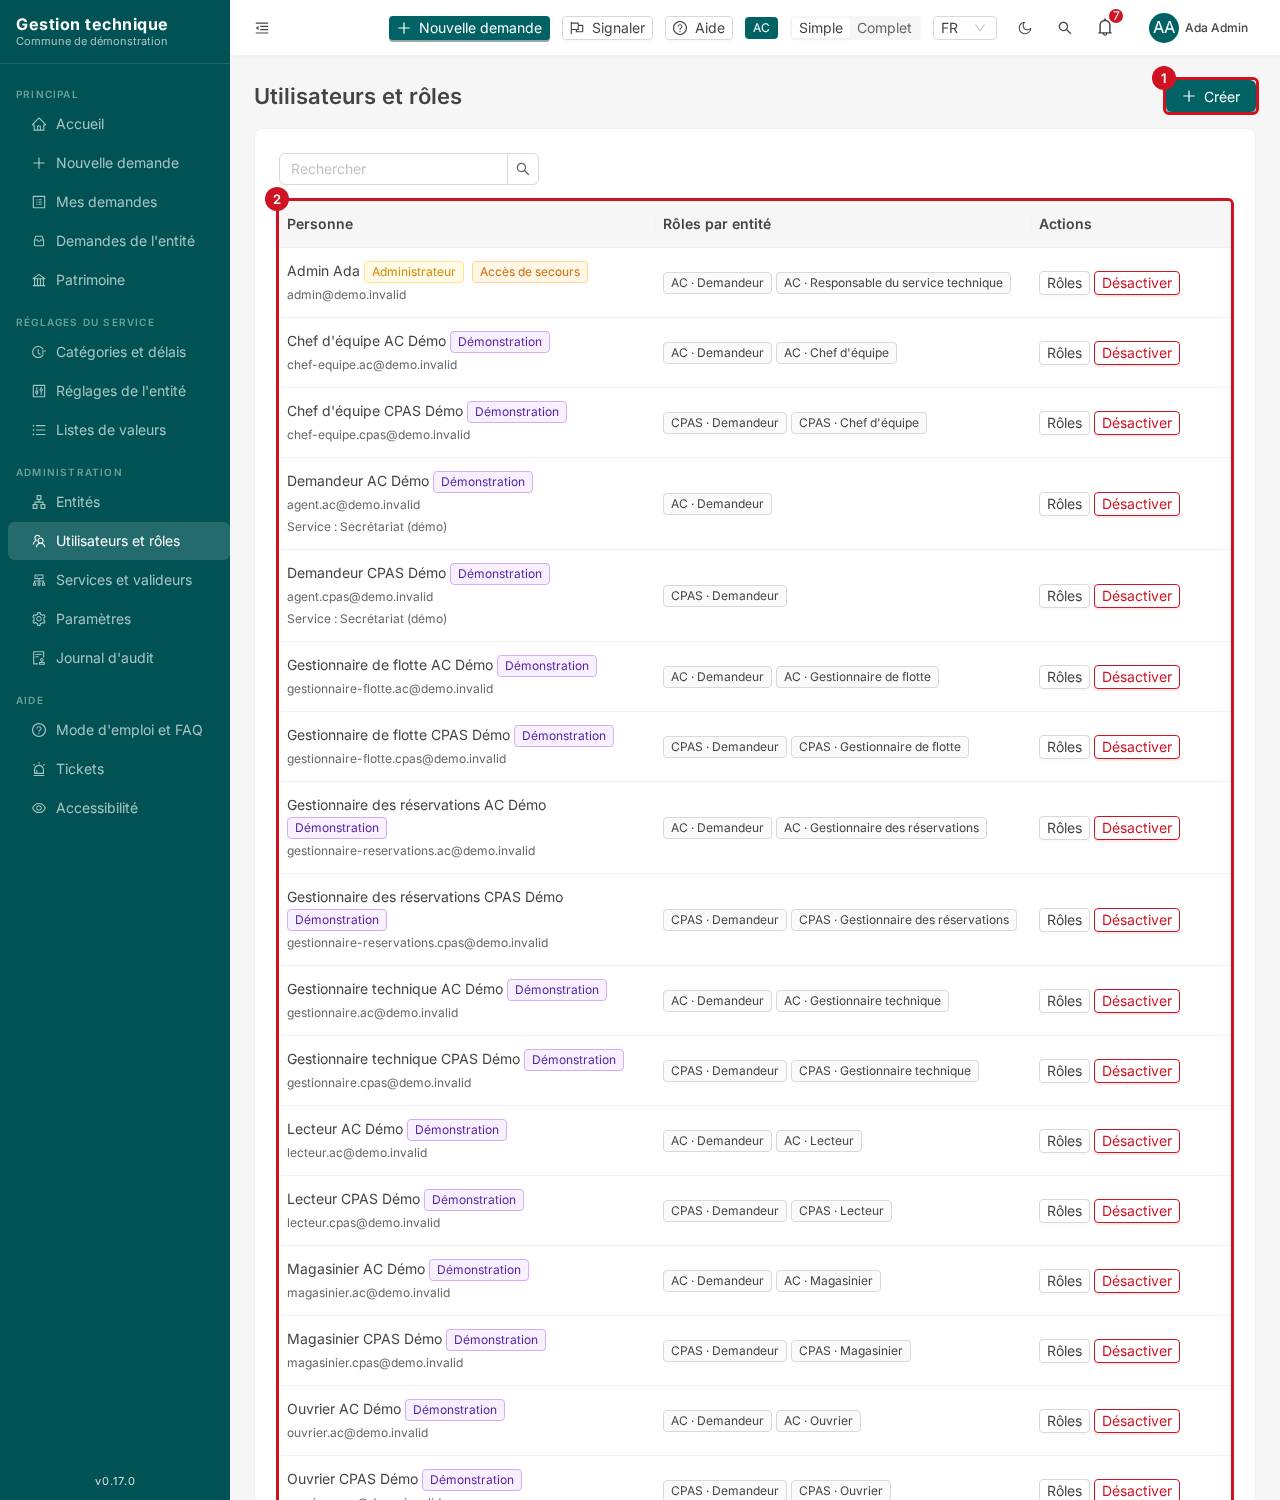 Gestion technique
Commune de démonstration
Nouvelle demande
Signaler
Aide
AC
Simple
Complet
FR
7
AA
Ada Admin
PRINCIPAL
Accueil
Nouvelle demande
Mes demandes
Demandes de l'entité
Patrimoine
RÉGLAGES DU SERVICE
Catégories et délais
Réglages de l'entité
Listes de valeurs
ADMINISTRATION
Entités
Utilisateurs et rôles
Services et valideurs
Paramètres
Journal d'audit
AIDE
Mode d'emploi et FAQ
Tickets
Accessibilité
v0.17.0
Utilisateurs et rôles
1
Créer
Rechercher
2
Personne Rôles par entité Actions
Admin Ada Administrateur Accès de secours
admin@demo.invalid
AC · Demandeur AC · Responsable du service technique Rôles Désactiver
Chef d'équipe AC Démo Démonstration
chef-equipe.ac@demo.invalid
AC · Demandeur AC · Chef d'équipe Rôles Désactiver
Chef d'équipe CPAS Démo Démonstration
chef-equipe.cpas@demo.invalid
CPAS · Demandeur CPAS · Chef d'équipe Rôles Désactiver
Demandeur AC Démo Démonstration
agent.ac@demo.invalid
Service : Secrétariat (démo)
AC · Demandeur Rôles Désactiver
Demandeur CPAS Démo Démonstration
agent.cpas@demo.invalid
Service : Secrétariat (démo)
CPAS · Demandeur Rôles Désactiver
Gestionnaire de flotte AC Démo Démonstration
gestionnaire-flotte.ac@demo.invalid
AC · Demandeur AC · Gestionnaire de flotte Rôles Désactiver
Gestionnaire de flotte CPAS Démo Démonstration
gestionnaire-flotte.cpas@demo.invalid
CPAS · Demandeur CPAS · Gestionnaire de flotte Rôles Désactiver
Gestionnaire des réservations AC Démo
Démonstration
gestionnaire-reservations.ac@demo.invalid
AC · Demandeur AC · Gestionnaire des réservations Rôles Désactiver
Gestionnaire des réservations CPAS Démo
Démonstration
gestionnaire-reservations.cpas@demo.invalid
CPAS · Demandeur CPAS · Gestionnaire des réservations Rôles Désactiver
Gestionnaire technique AC Démo Démonstration
gestionnaire.ac@demo.invalid
AC · Demandeur AC · Gestionnaire technique Rôles Désactiver
Gestionnaire technique CPAS Démo Démonstration
gestionnaire.cpas@demo.invalid
CPAS · Demandeur CPAS · Gestionnaire technique Rôles Désactiver
Lecteur AC Démo Démonstration
lecteur.ac@demo.invalid
AC · Demandeur AC · Lecteur Rôles Désactiver
Lecteur CPAS Démo Démonstration
lecteur.cpas@demo.invalid
CPAS · Demandeur CPAS · Lecteur Rôles Désactiver
Magasinier AC Démo Démonstration
magasinier.ac@demo.invalid
AC · Demandeur AC · Magasinier Rôles Désactiver
Magasinier CPAS Démo Démonstration
magasinier.cpas@demo.invalid
CPAS · Demandeur CPAS · Magasinier Rôles Désactiver
Ouvrier AC Démo Démonstration
ouvrier.ac@demo.invalid
AC · Demandeur AC · Ouvrier Rôles Désactiver
Ouvrier CPAS Démo Démonstration
CPAS · Demandeur CPAS · Ouvrier Rôles Désactiver